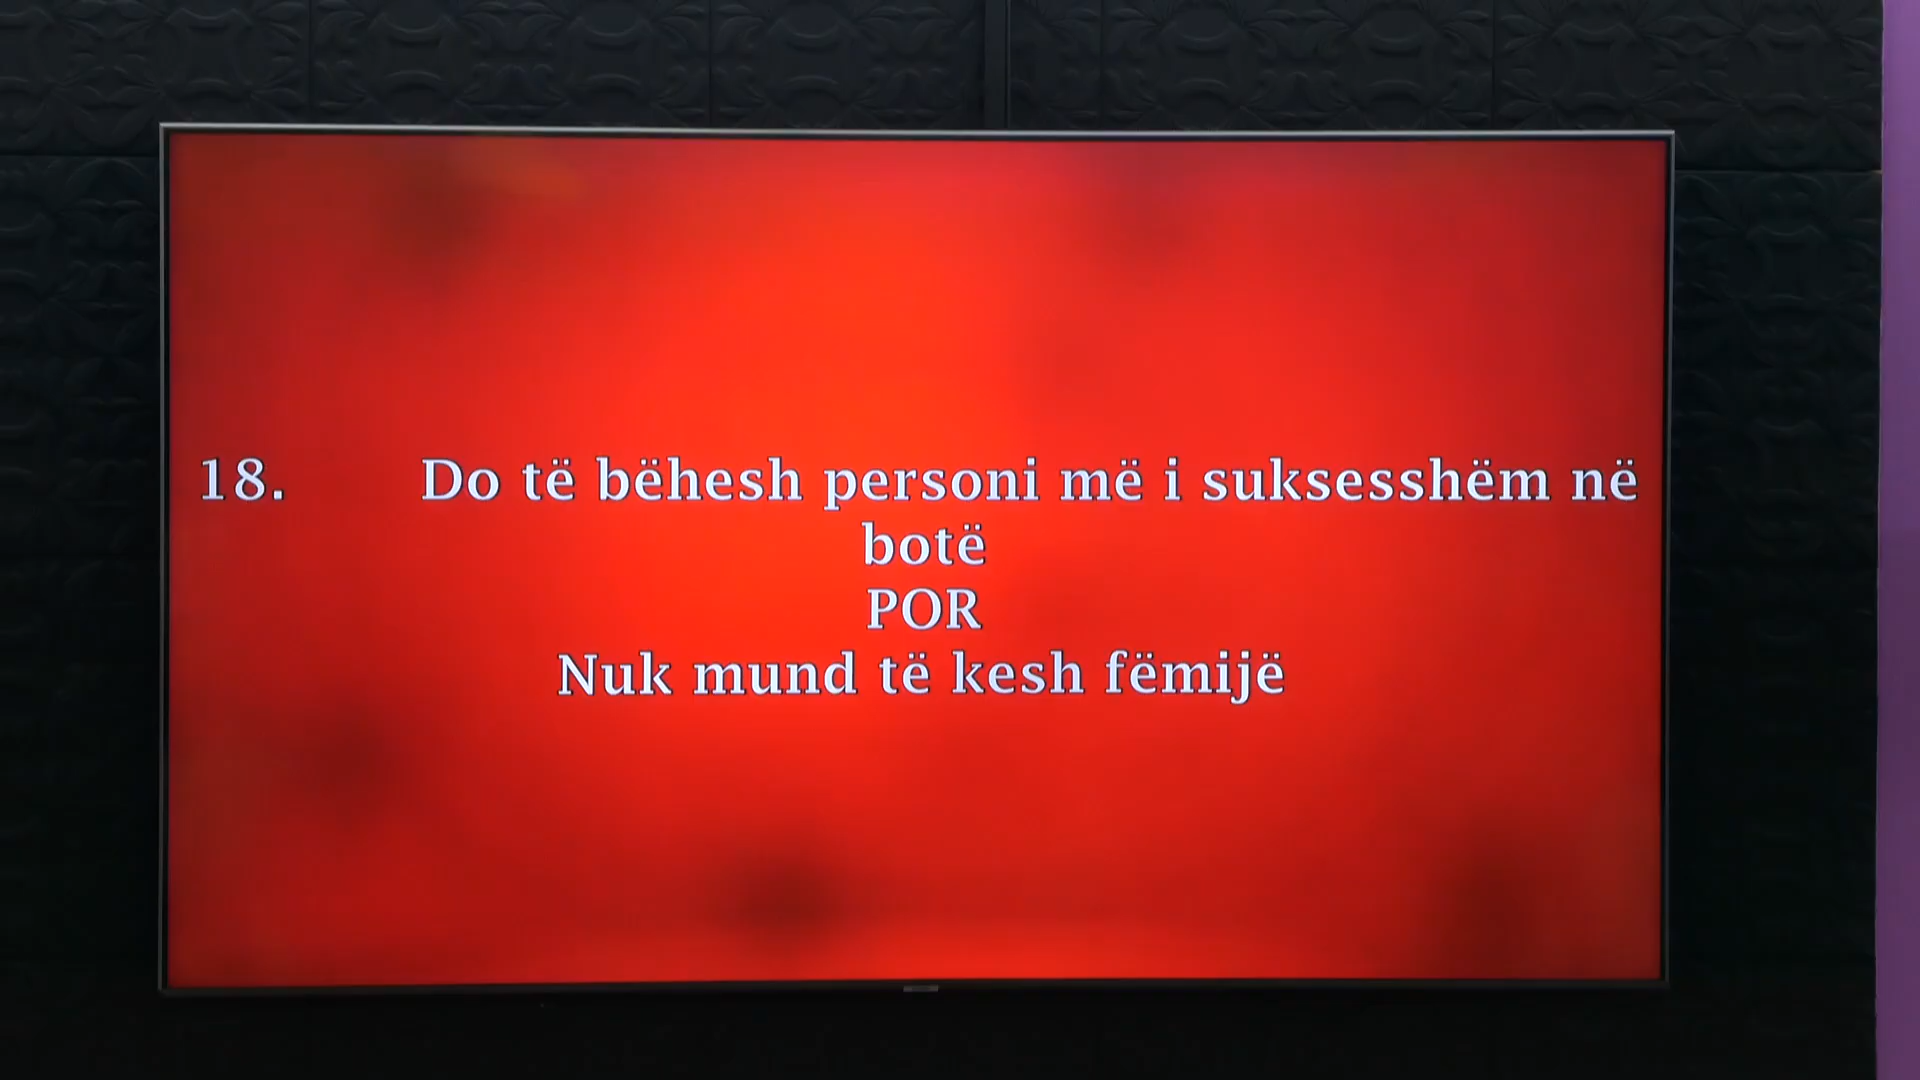 18. Do të bëhesh personi më i suksesshëm në
botë
POR
Nuk mund të kesh fëmijë